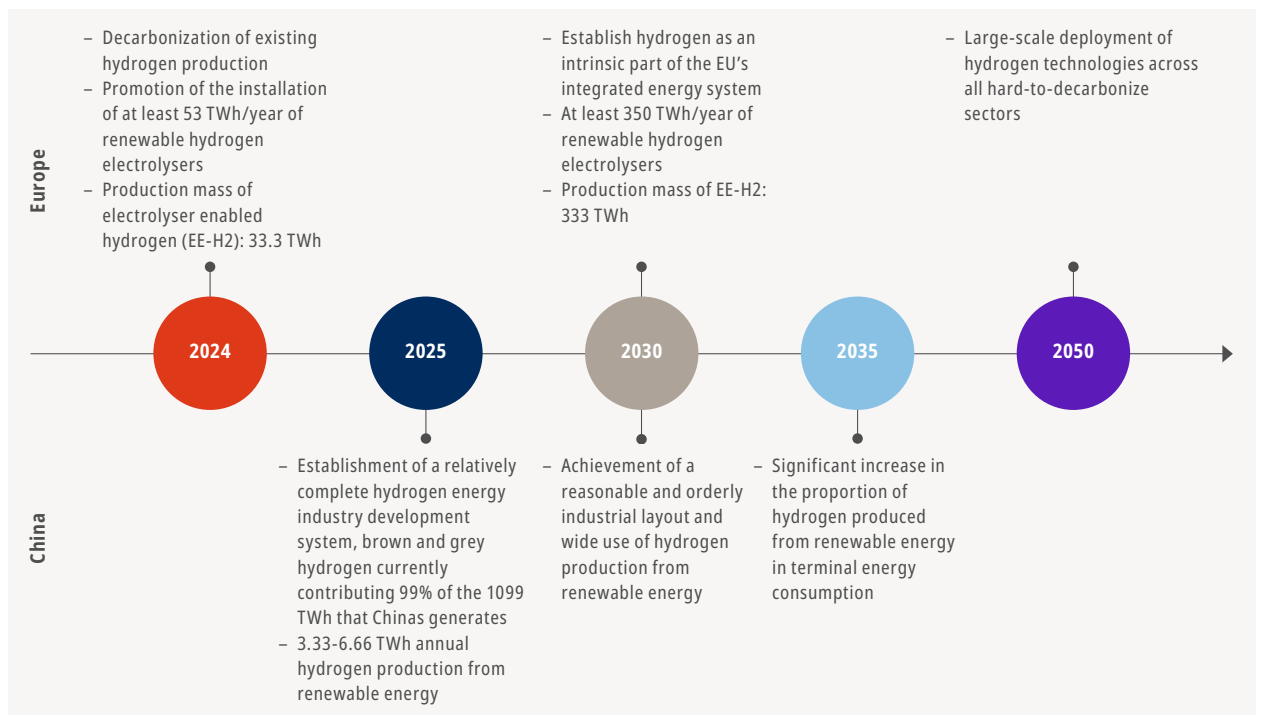 Europe
– Decarbonization of existing
hydrogen production
– Promotion of the installation
of at least 53 TWh/year of
renewable hydrogen
electrolysers
– Production mass of
electrolyser enabled
hydrogen (EE-H2): 33.3 TWh
– Establish hydrogen as an
intrinsic part of the EU's
integrated energy system
– At least 350 TWh/year of
renewable hydrogen
electrolysers
– Production mass of EE-H2:
333 TWh
– Large-scale deployment of
hydrogen technologies across
all hard-to-decarbonize
sectors
2024
2025
2030
2035
2050
China
– Establishment of a relatively
complete hydrogen energy
industry development
system, brown and grey
hydrogen currently
contributing 99% of the 1099
TWh that Chinas generates
– 3.33-6.66 TWh annual
hydrogen production from
renewable energy
– Achievement of a
reasonable and orderly
industrial layout and
wide use of hydrogen
production from
renewable energy
– Significant increase in
the proportion of
hydrogen produced
from renewable energy
in terminal energy
consumption